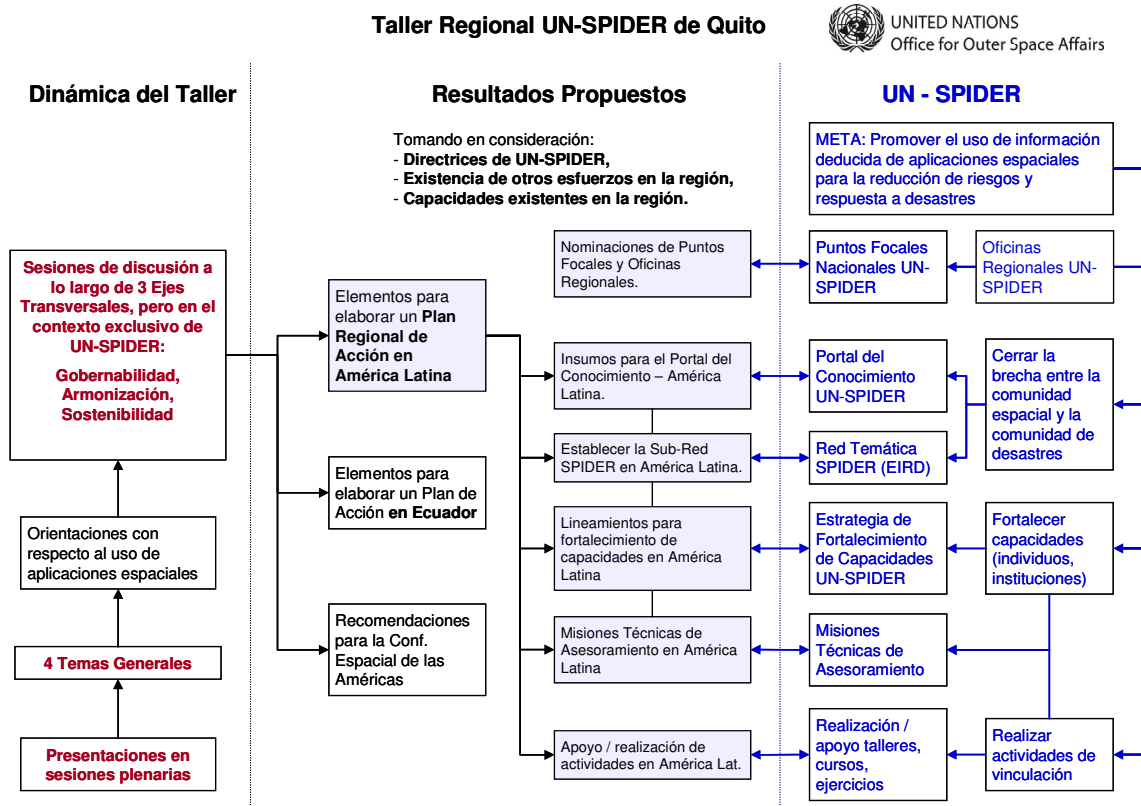 Taller Regional UN-SPIDER de Quito
UNITED NATIONS
Office for Outer Space Affairs
Dinámica del Taller
Resultados Propuestos
UN - SPIDER
Tomando en consideración:
- Directrices de UN-SPIDER,
- Existencia de otros esfuerzos en la región,
- Capacidades existentes en la región.
META: Promover el uso de información
deducida de aplicaciones espaciales
para la reducción de riesgos y
respuesta a desastres
Sesiones de discusión a
lo largo de 3 Ejes
Transversales, pero en el
contexto exclusivo de
UN-SPIDER:
Gobernabilidad,
Armonización,
Sostenibilidad
Orientaciones con
respecto al uso de
aplicaciones espaciales
4 Temas Generales
Presentaciones en
sesiones plenarias
Elementos para
elaborar un Plan
Regional de
Acción en
América Latina
Elementos para
elaborar un Plan de
Acción en Ecuador
Recomendaciones
para la Conf.
Espacial de las
Américas
Nominaciones de Puntos
Focales y Oficinas
Regionales.
Insumos para el Portal del
Conocimiento – América
Latina.
Establecer la Sub-Red
SPIDER en América Latina.
Lineamientos para
fortalecimiento de
capacidades en América
Latina
Misiones Técnicas de
Asesoramiento en América
Latina
Apoyo / realización de
actividades en América Lat.
Puntos Focales
Nacionales UN-
SPIDER
Oficinas
Regionales UN-
SPIDER
Portal del
Conocimiento
UN-SPIDER
Cerrar la
brecha entre la
comunidad
espacial y la
comunidad de
desastres
Red Temática
SPIDER (EIRD)
Estrategia de
Fortalecimiento
de Capacidades
UN-SPIDER
Fortalecer
capacidades
(individuos,
instituciones)
Misiones
Técnicas de
Asesoramiento
Realización /
apoyo talleres,
cursos,
ejercicios
Realizar
actividades de
vinculación